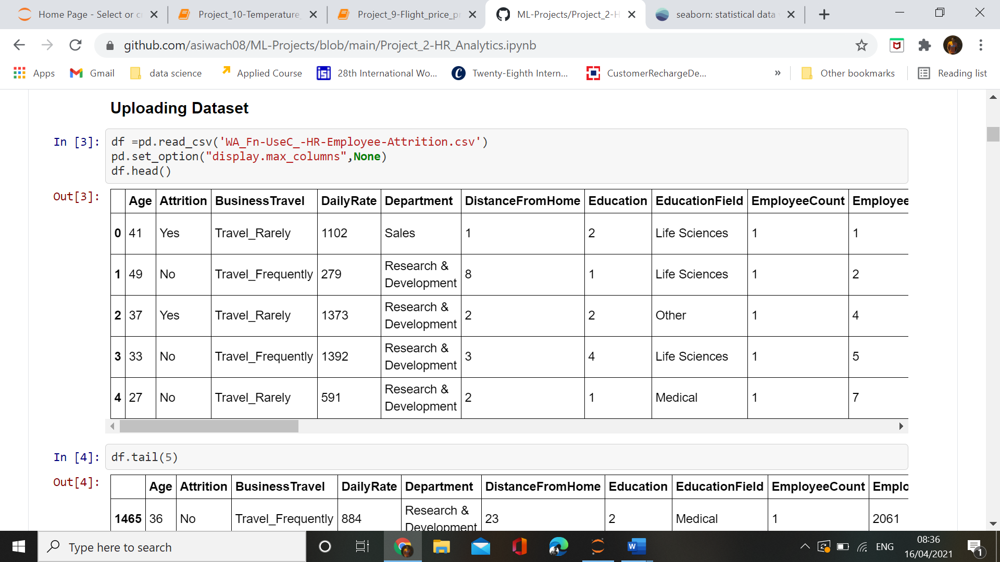 Home Page - Select or c
Project_10-Temperature_
Project_9-Flight_price_p
ML-Projects/Project_2-H
seaborn: statistical data
github.com/asiwach08/ML-Projects/blob/main/Project_2-HR_Analytics.ipynb
Apps Gmail data science Applied Course 28th International Wo... Twenty-Eighth Intern... CustomerRechargeDe... » Other bookmarks Reading list
Uploading Dataset
In [3]:
df =pd.read_csv('WA_Fn-UseC_-HR-Employee-Attrition.csv')
pd.set_option("display.max_columns",None)
df.head()
Out[3]:
Age Attrition BusinessTravel DailyRate Department DistanceFromHome Education EducationField EmployeeCount Employee
0 41 Yes Travel_Rarely 1102 Sales 1 2 Life Sciences 1 1
1 49 No Travel_Frequently 279 Research & Development 8 1 Life Sciences 1 2
2 37 Yes Travel_Rarely 1373 Research & Development 2 2 Other 1 4
3 33 No Travel_Frequently 1392 Research & Development 3 4 Life Sciences 1 5
4 27 No Travel_Rarely 591 Research & Development 2 1 Medical 1 7
In [4]:
df.tail(5)
Out[4]:
Age Attrition BusinessTravel DailyRate Department DistanceFromHome Education EducationField EmployeeCount Emplo
1465 36 No Travel_Frequently 884 Research & Development 23 2 Medical 1 2061
Type here to search
ENG
08:36
16/04/2021
1